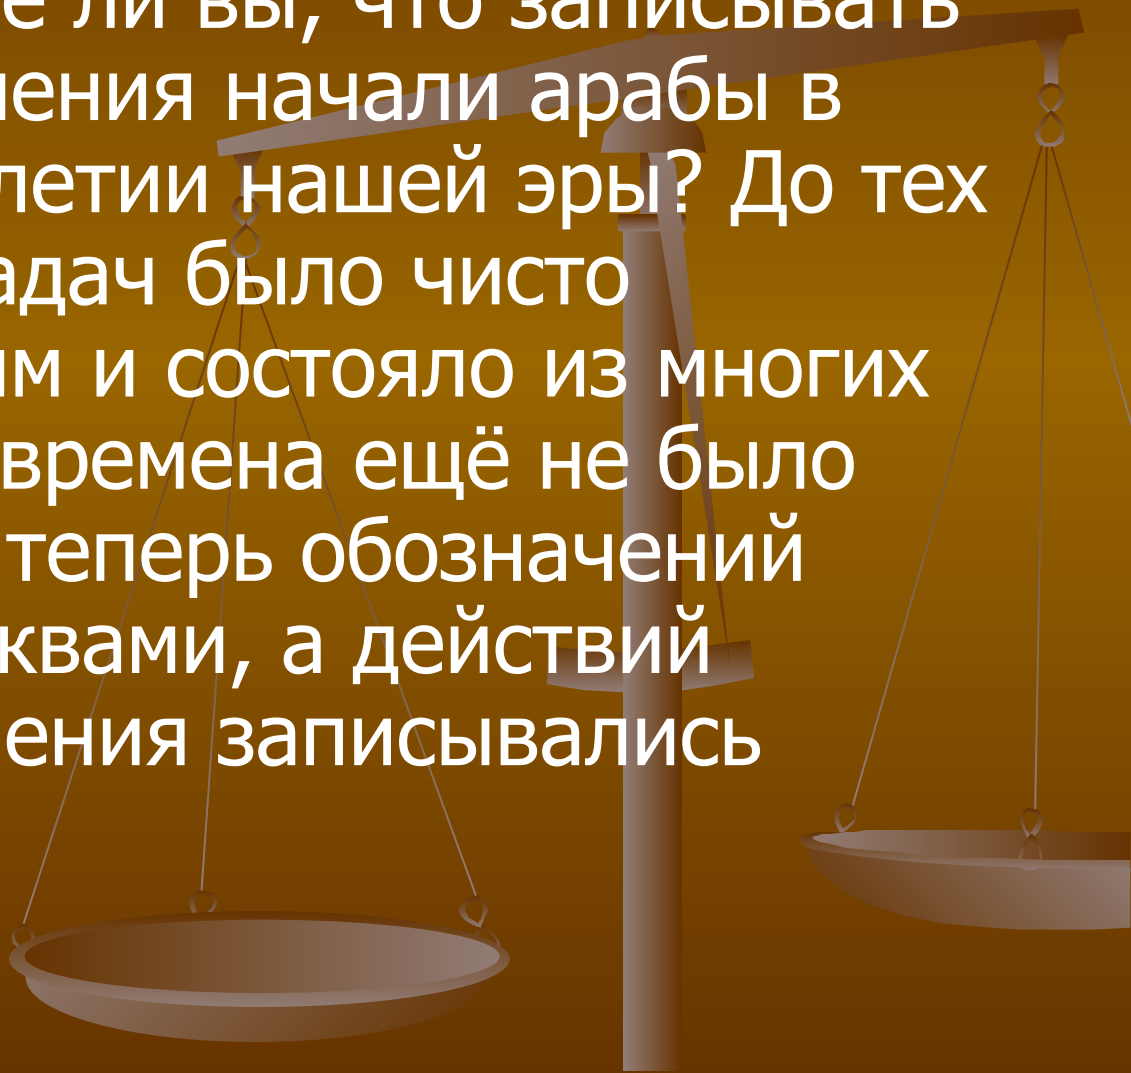 е ли вы, что записывать
ения начали арабы в
летии нашей эры? До тех
адач было чисто
им и состояло из многих
времена ещё не было
теперь обозначений
квами, а действий
ения записывались